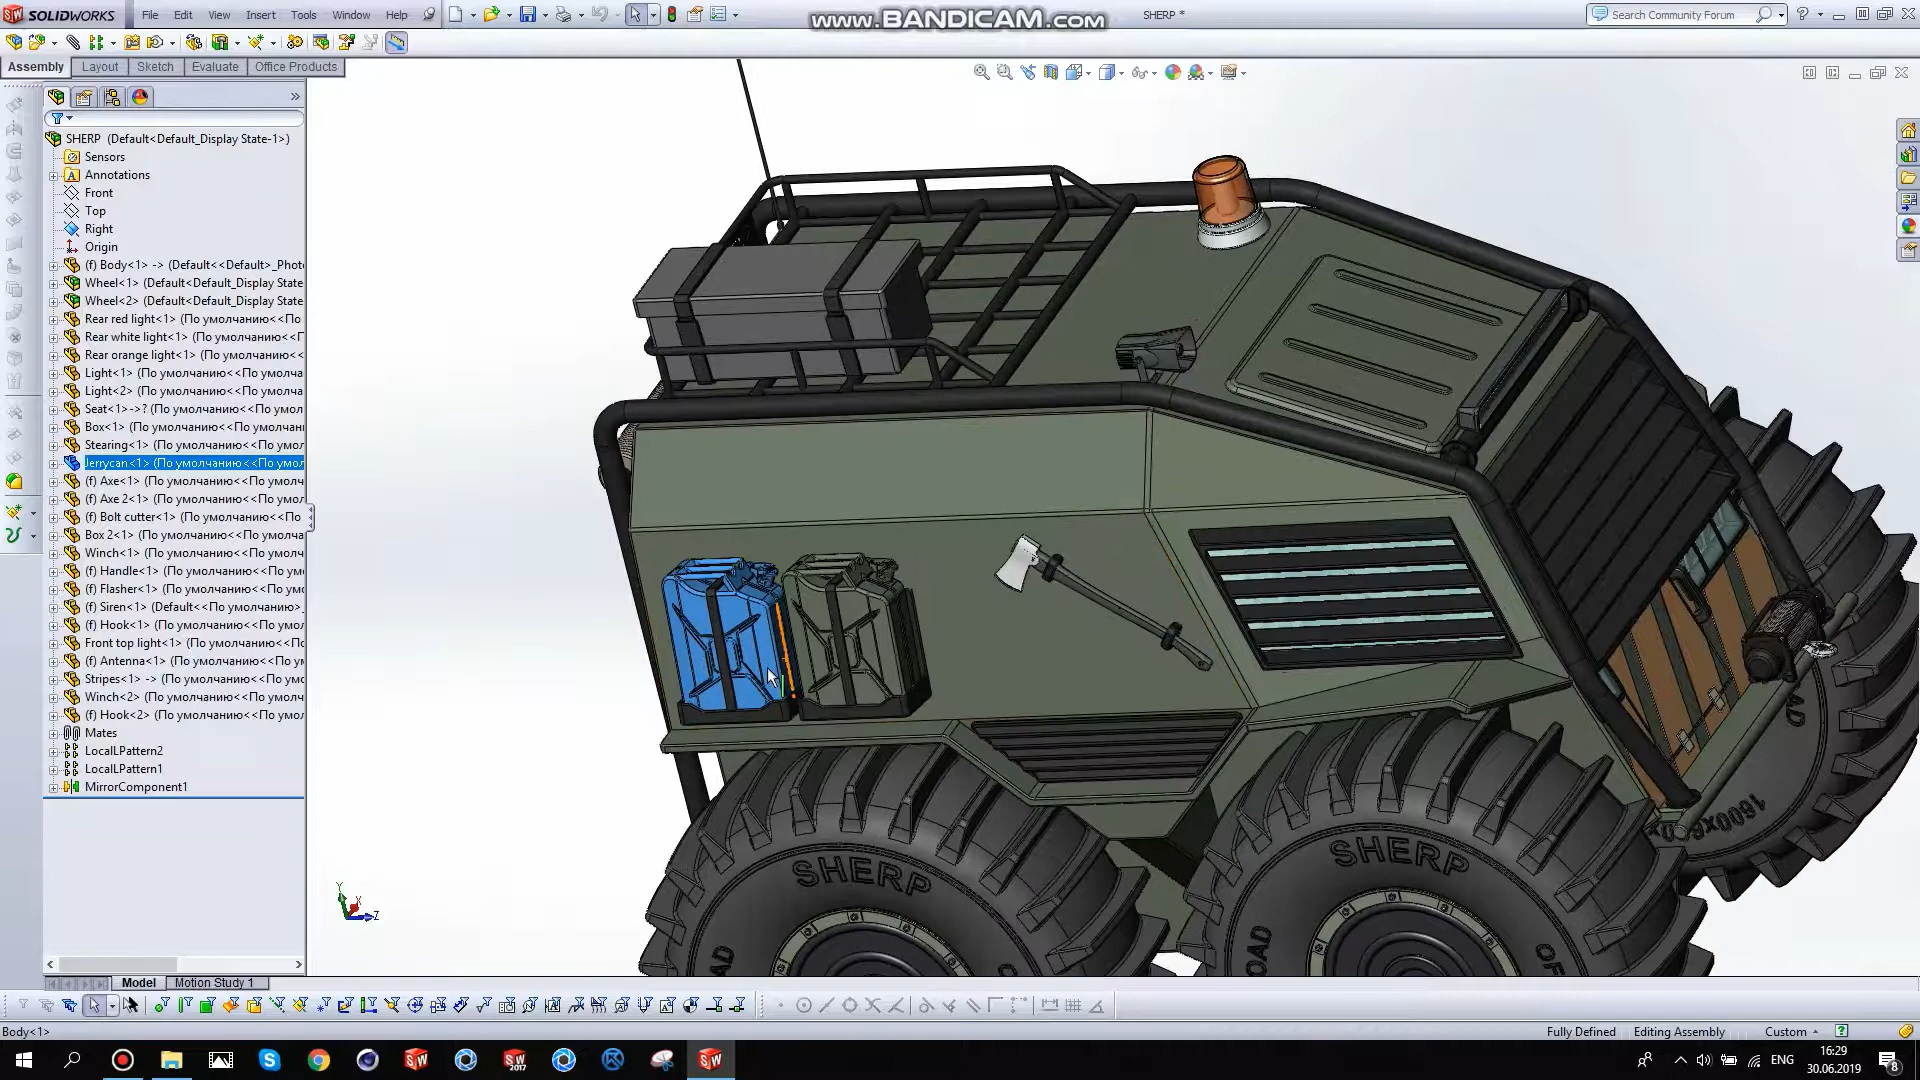 SOLIDWORKS
File Edit View Insert Tools Window Help
www.BANDICAM.com
SHERP *
Search Community Forum
Assembly Layout Sketch Evaluate Office Products
SHERP (Default<Default_Display State-1>)
Sensors
Annotations
Front
Top
Right
Origin
(f) Body<1> -> (Default<<Default>_Phot
Wheel<1> (Default<Default_Display State
Wheel<2> (Default<Default_Display State
Rear red light<1> (По умолчанию<<По
Rear white light<1> (По умолчанию<<П
Rear orange light<1> (По умолчанию<<
Light<1> (По умолчанию<<По умолча
Light<2> (По умолчанию<<По умолча
Seat<1>->? (По умолчанию<<По умол
Box<1> (По умолчанию<<По умолчан
Stearing<1> (По умолчанию<<По умол
Jerrycan<1> (По умолчанию<<По умол
(f) Axe<1> (По умолчанию<<По умолч
(f) Axe 2<1> (По умолчанию<<По умол
(f) Bolt cutter<1> (По умолчанию<<По
Box 2<1> (По умолчанию<<По умолча
Winch<1> (По умолчанию<<По умолч
(f) Handle<1> (По умолчанию<<По ум
(f) Flasher<1> (По умолчанию<<По ум
(f) Siren<1> (Default<<По умолчанию>
(f) Hook<1> (По умолчанию<<По умол
Front top light<1> (По умолчанию<<По
(f) Antenna<1> (По умолчанию<<По ум
Stripes<1> -> (По умолчанию<<По умо
Winch<2> (По умолчанию<<По умолч
(f) Hook<2> (По умолчанию<<По умол
Mates
LocalLPattern2
LocalLPattern1
MirrorComponent1
SHERP
SHERP
OAD
OAD
OF
Y
X
Z
Model Motion Study 1
Body<1>
Fully Defined Editing Assembly Custom
ENG
16:29
30.06.2019
8